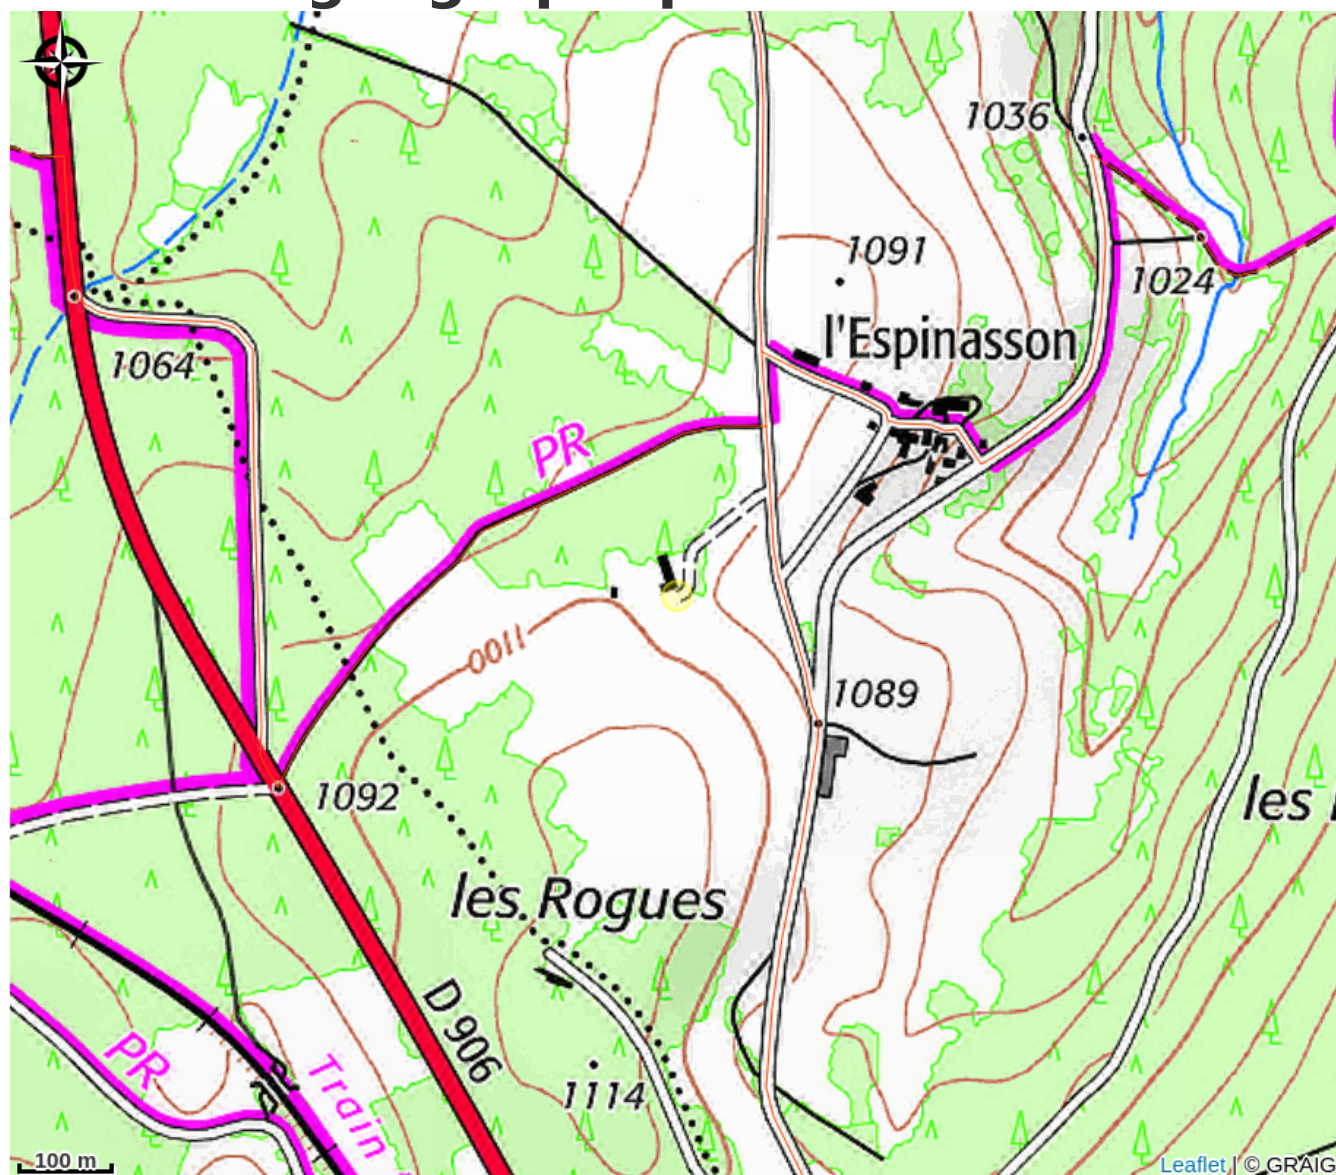 1036
1091
1024
l'Espinasson
1064
PR
1100
1089
les
1092
les Rogues
D 906
PR
Train
1114
100 m
Leaflet | © GRAIG